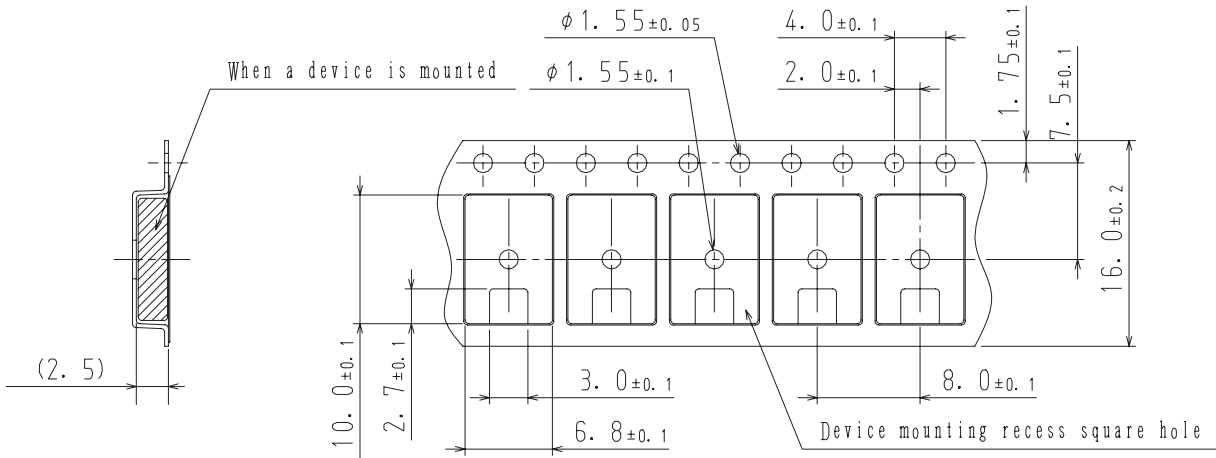 φ1.55±0.05
4.0±0.1
When a device is mounted
φ1.55±0.1
2.0±0.1
1.75±0.1
7.5±0.1
16.0±0.2
(2.5)
10.0±0.1
2.7±0.1
3.0±0.1
8.0±0.1
6.8±0.1
Device mounting recess square hole